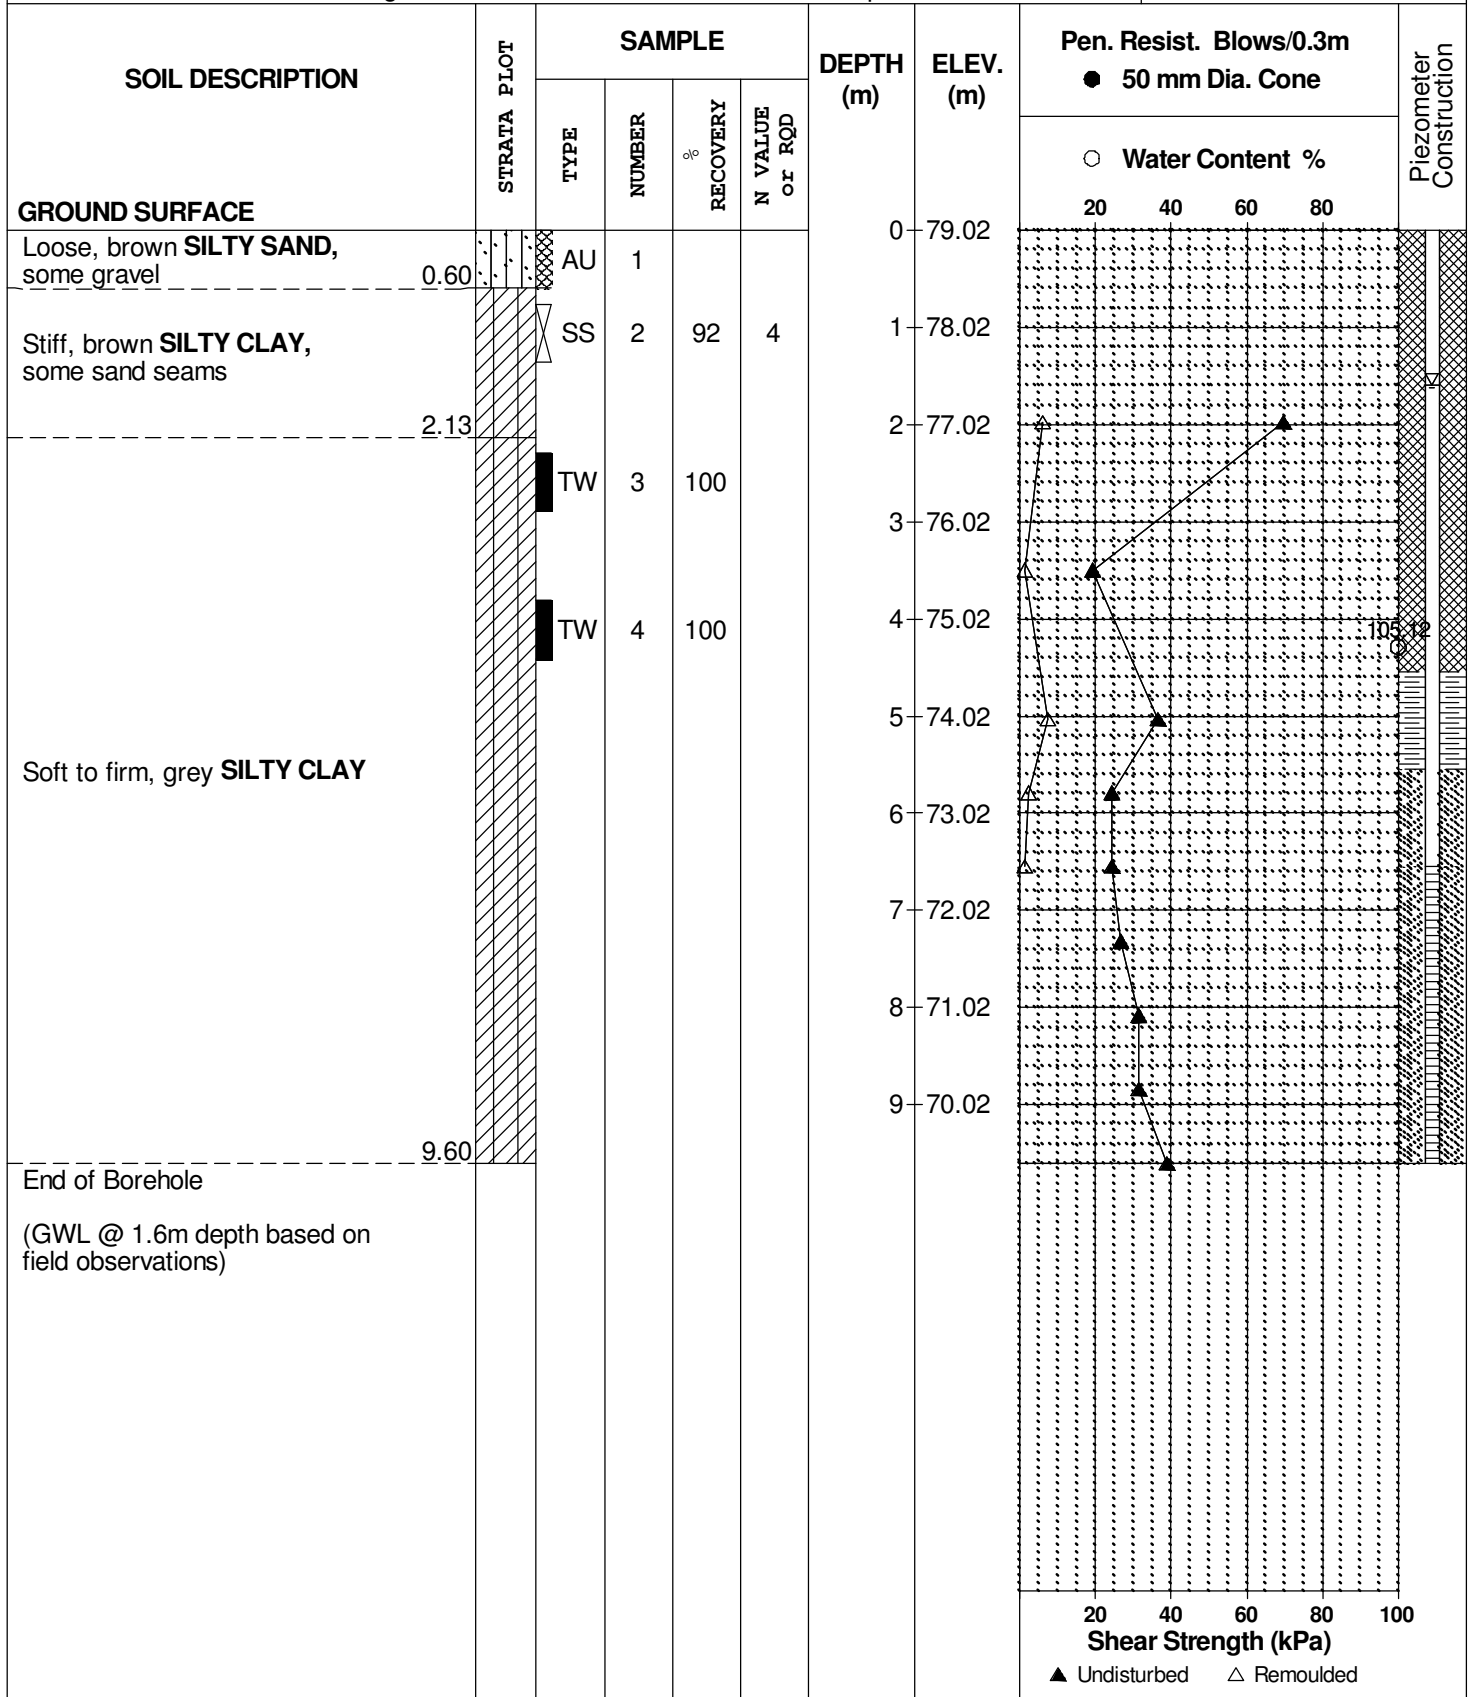 SOIL DESCRIPTION
GROUND SURFACE
STRATA PLOT
SAMPLE
TYPE
NUMBER
% RECOVERY
N VALUE or RQD
DEPTH (m)
ELEV. (m)
Pen. Resist. Blows/0.3m
● 50 mm Dia. Cone
○ Water Content %
20 40 60 80
Piezometer Construction
0 79.02
Loose, brown SILTY SAND,
some gravel 0.60
AU 1
Stiff, brown SILTY CLAY,
some sand seams
2.13
SS 2 92 4
1 78.02
2 77.02
TW 3 100
3 76.02
TW 4 100
4 75.02
105.12
5 74.02
Soft to firm, grey SILTY CLAY
6 73.02
7 72.02
8 71.02
9 70.02
9.60
End of Borehole
(GWL @ 1.6m depth based on
field observations)
20 40 60 80 100
Shear Strength (kPa)
▲ Undisturbed △ Remoulded